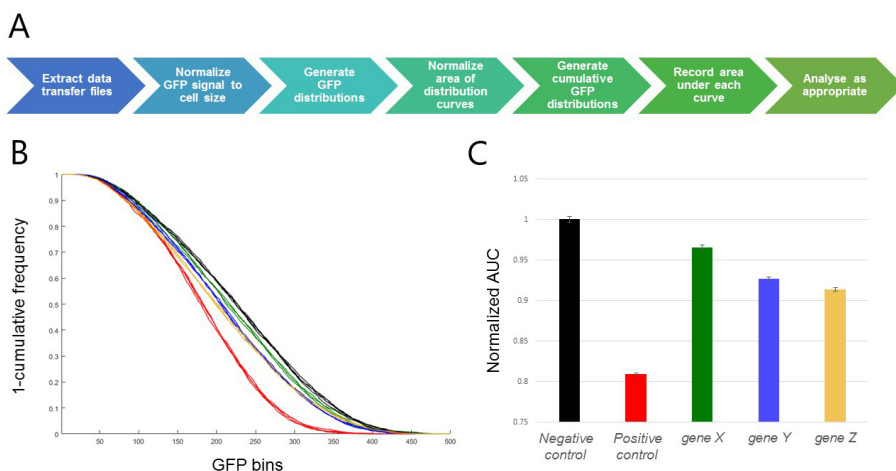 A
Extract data
transfer files
Normalize
GFP signal to
cell size
Generate
GFP
distributions
Normalize
area of
distribution
curves
Generate
cumulative
GFP
distributions
Record area
under each
curve
Analyse as
appropriate
B
1-cumulative frequency
1
0.9
0.8
0.7
0.6
0.5
0.4
0.3
0.2
0.1
0
50 100 150 200 250 300 350 400 450 500
GFP bins
C
Normalized AUC
1.05
1
0.95
0.9
0.85
0.8
0.75
Negative
control
Positive
control
gene X
gene Y
gene Z